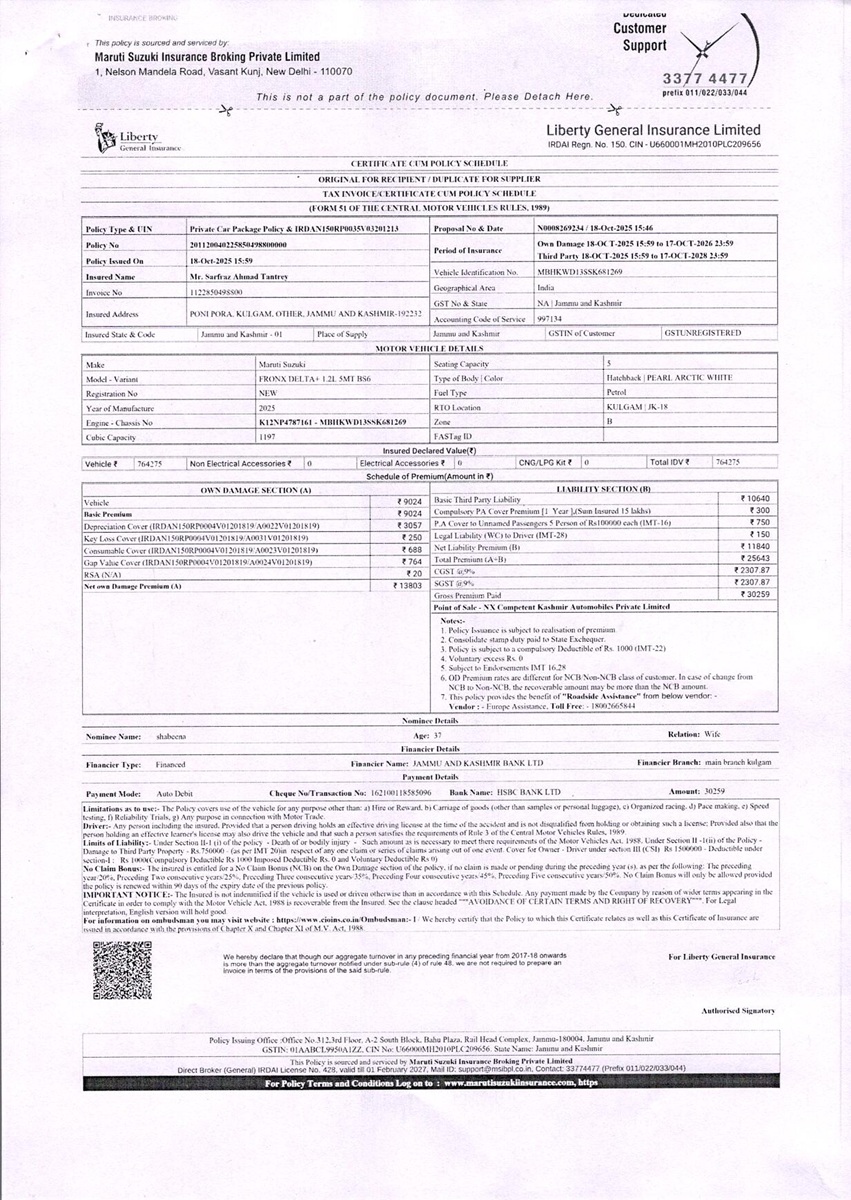 INSURANCE BROKING
This policy is sourced and serviced by:
Maruti Suzuki Insurance Broking Private Limited
1, Nelson Mandela Road, Vasant Kunj, New Delhi - 110070
Dedicated
Customer
Support
3377 4477
prefix 011/022/033/044
This is not a part of the policy document. Please Detach Here.
Liberty
General Insurance
Liberty General Insurance Limited
IRDAI Regn. No. 150. CIN - U660001MH2010PLC209656
CERTIFICATE CUM POLICY SCHEDULE
ORIGINAL FOR RECIPIENT / DUPLICATE FOR SUPPLIER
TAX INVOICE/CERTIFICATE CUM POLICY SCHEDULE
(FORM 51 OF THE CENTRAL MOTOR VEHICLES RULES, 1989)
Policy Type & UIN Private Car Package Policy & IRDAN150RP0035V03201213
Policy No 201120040225850498800000
Policy Issued On 18-Oct-2025 15:59
Insured Name Mr. Sarfraz Ahmad Tantrey
Invoice No 1122850498800
Insured Address PONI PORA, KULGAM, OTHER, JAMMU AND KASHMIR-192232
Proposal No & Date N0008269234 / 18-Oct-2025 15:46
Period of Insurance Own Damage 18-OCT-2025 15:59 to 17-OCT-2026 23:59
Third Party 18-OCT-2025 15:59 to 17-OCT-2028 23:59
Vehicle Identification No. MBHKWD13SSK681269
Geographical Area India
GST No & State NA | Jammu and Kashmir
Accounting Code of Service 997134
Insured State & Code Jammu and Kashmir - 01 Place of Supply Jammu and Kashmir GSTIN of Customer GSTUNREGISTERED
MOTOR VEHICLE DETAILS
Make Maruti Suzuki Seating Capacity 5
Model - Variant FRONX DELTA+ 1.2L 5MT BS6 Type of Body | Color Hatchback | PEARL ARCTIC WHITE
Registration No NEW Fuel Type Petrol
Year of Manufacture 2025 RTO Location KULGAM | JK-18
Engine - Chassis No K12NP4787161 - MBHKWD13SSK681269 Zone B
Cubic Capacity 1197 FASTag ID
Insured Declared Value(₹)
Vehicle ₹ 764275 Non Electrical Accessories ₹ 0 Electrical Accessories ₹ 0 CNG/LPG Kit ₹ 0 Total IDV ₹ 764275
Schedule of Premium(Amount in ₹)
OWN DAMAGE SECTION (A)
Vehicle ₹ 9024
Basic Premium ₹ 9024
Depreciation Cover (IRDAN150RP0004V01201819/A0022V01201819) ₹ 3057
Key Loss Cover (IRDAN150RP0004V01201819/A0031V01201819) ₹ 250
Consumable Cover (IRDAN150RP0004V01201819/A0023V01201819) ₹ 688
Gap Value Cover (IRDAN150RP0004V01201819/A0024V01201819) ₹ 764
RSA (N/A) ₹ 20
Net own Damage Premium (A) ₹ 13803
LIABILITY SECTION (B)
Basic Third Party Liability ₹ 10640
Compulsory PA Cover Premium [1 Year ],(Sum Insured 15 lakhs) ₹ 300
P.A Cover to Unnamed Passengers 5 Person of Rs100000 each (IMT-16) ₹ 750
Legal Liability (WC) to Driver (IMT-28) ₹ 150
Net Liability Premium (B) ₹ 11840
Total Premium (A+B) ₹ 25643
CGST @9% ₹ 2307.87
SGST @9% ₹ 2307.87
Gross Premium Paid ₹ 30259
Point of Sale - NX Competent Kashmir Automobiles Private Limited
Notes:-
1. Policy Issuance is subject to realisation of premium.
2. Consolidate stamp duty paid to State Exchequer.
3. Policy is subject to a compulsory Deductible of Rs. 1000 (IMT-22)
4. Voluntary excess Rs. 0
5. Subject to Endorsements IMT 16,28
6. OD Premium rates are different for NCB/Non-NCB class of customer. In case of change from
NCB to Non-NCB, the recoverable amount may be more than the NCB amount.
7. This policy provides the benefit of "Roadside Assistance" from below vendor: -
Vendor : - Europe Assistance, Toll Free: - 18002665844
Nominee Details
Nominee Name: shabeena Age: 37 Relation: Wife
Financier Details
Financier Type: Financed Financier Name: JAMMU AND KASHMIR BANK LTD Financier Branch: main branch kulgam
Payment Details
Payment Mode: Auto Debit Cheque No/Transaction No: 162100118585096 Bank Name: HSBC BANK LTD Amount: 30259
Limitations as to use:- The Policy covers use of the vehicle for any purpose other than: a) Hire or Reward, b) Carriage of goods (other than samples or personal luggage), c) Organized racing, d) Pace making, e) Speed
testing, f) Reliability Trials, g) Any purpose in connection with Motor Trade.
Driver:- Any person including the insured. Provided that a person driving holds an effective driving license at the time of the accident and is not disqualified from holding or obtaining such a license; Provided also that the
person holding an effective learner's license may also drive the vehicle and that such a person satisfies the requirements of Rule 3 of the Central Motor Vehicles Rules, 1989.
Limits of Liability:- Under Section II-1 (i) of the policy - Death of or bodily injury - Such amount as is necessary to meet there requirements of the Motor Vehicles Act, 1988. Under Section II -1(ii) of the Policy -
Damage to Third Party Property - Rs.750000 - (as per IMT 20)in respect of any one claim or series of claims arising out of one event. Cover for Owner - Driver under section III (CSI) Rs 1500000 - Deductible under
section-I : Rs 1000(Compulsory Deductible Rs 1000 Imposed Deductible Rs. 0 and Voluntary Deductible Rs 0)
No Claim Bonus:- The insured is entitled for a No Claim Bonus (NCB) on the Own Damage section of the policy, if no claim is made or pending during the preceding year (s), as per the following: The preceding
year/20%, Preceding Two consecutive years/25%, Preceding Three consecutive years/35%, Preceding Four consecutive years/45%, Preceding Five consecutive years/50%. No Claim Bonus will only be allowed provided
the policy is renewed within 90 days of the expiry date of the previous policy.
IMPORTANT NOTICE:- The Insured is not indemnified if the vehicle is used or driven otherwise than in accordance with this Schedule. Any payment made by the Company by reason of wider terms appearing in the
Certificate in order to comply with the Motor Vehicle Act, 1988 is recoverable from the Insured. See the clause headed """AVOIDANCE OF CERTAIN TERMS AND RIGHT OF RECOVERY""". For Legal
interpretation, English version will hold good.
For information on ombudsman you may visit website : https://www.cioins.co.in/Ombudsman:- I / We hereby certify that the Policy to which this Certificate relates as well as this Certificate of Insurance are
issued in accordance with the provisions of Chapter X and Chapter XI of M.V. Act, 1988.
We hereby declare that though our aggregate turnover in any preceding financial year from 2017-18 onwards
is more than the aggregate turnover notified under sub-rule (4) of rule 48, we are not required to prepare an
invoice in terms of the provisions of the said sub-rule.
For Liberty General Insurance
Authorised Signatory
Policy Issuing Office :Office No.312,3rd Floor, A-2 South Block, Bahu Plaza, Rail Head Complex, Jammu-180004, Jammu and Kashmir
GSTIN: 01AABCL9950A1ZZ, CIN No: U66000MH2010PLC209656, State Name: Jammu and Kashmir
This Policy is sourced and serviced by Maruti Suzuki Insurance Broking Private Limited
Direct Broker (General) IRDAI License No. 428, valid till 01 February 2027, Mail ID: support@msibpl.co.in, Contact: 33774477 (Prefix 011/022/033/044)
For Policy Terms and Conditions Log on to : www.marutisuzukiinsurance.com, https